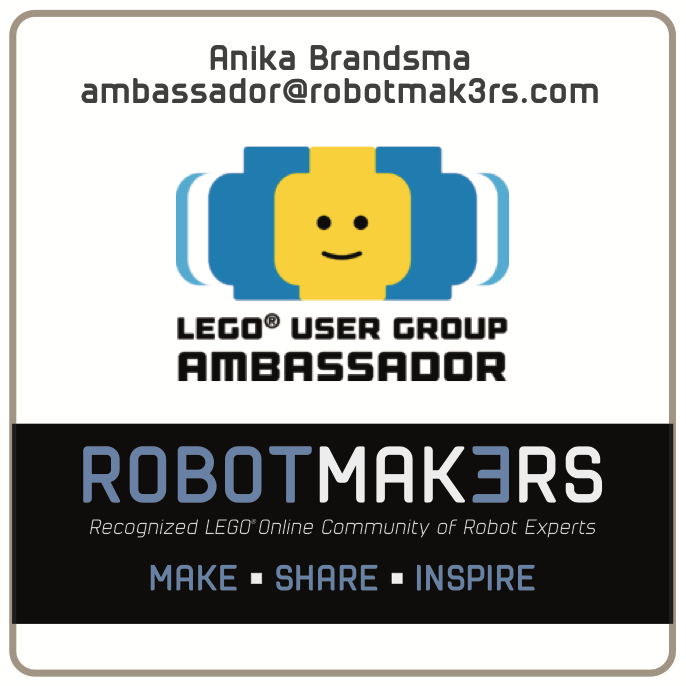 Anika Brandsma
ambassador@robotmak3rs.com
LEGO® USER GROUP
AMBASSADOR
ROBOTMAK3RS
Recognized LEGO® Online Community of Robot Experts
MAKE ▪ SHARE ▪ INSPIRE